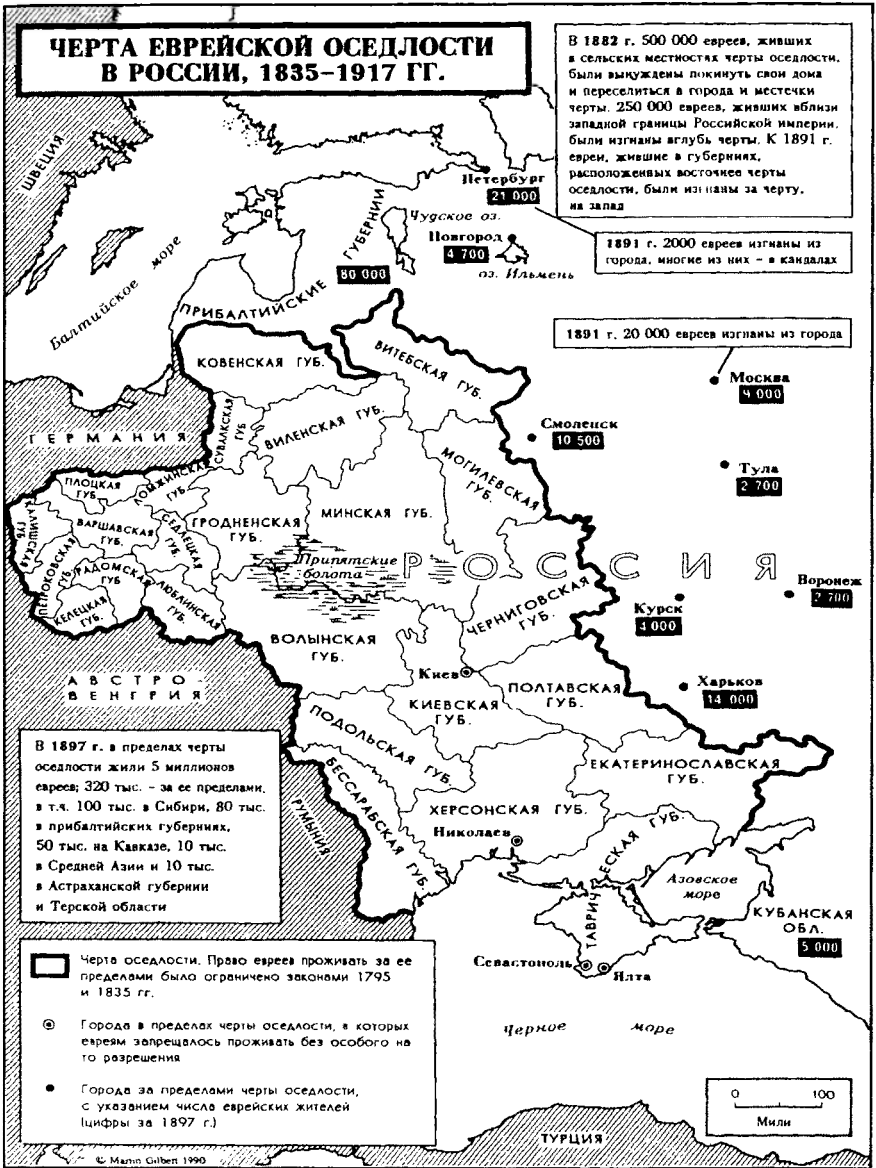 ЧЕРТА ЕВРЕЙСКОЙ ОСЕДЛОСТИ
В РОССИИ, 1835–1917 ГГ.
В 1882 г. 500 000 евреев, живших
в сельских местностях черты оседлости,
были вынуждены покинуть свои дома
и переселиться в города и местечки
черты. 250 000 евреев, живших вблизи
западной границы Российской империи,
были изгнаны вглубь черты. К 1891 г.
евреи, жившие в губерниях,
расположенных восточнее черты
оседлости, были изгнаны за черту,
на запад
1891 г. 2000 евреев изгнаны из
города, многие из них – в кандалах
1891 г. 20 000 евреев изгнаны из города
ШВЕЦИЯ
Балтийское море
Петербург
21 000
Чудское оз.
Новгород
4 700
оз. Ильмень
ПРИБАЛТИЙСКИЕ ГУБЕРНИИ
80 000
КОВЕНСКАЯ ГУБ.
ВИТЕБСКАЯ ГУБ.
Москва
9 000
Смоленск
10 500
Тула
2 700
ГЕРМАНИЯ
СУВАЛКСКАЯ ГУБ
ВИЛЕНСКАЯ ГУБ.
МОГИЛЕВСКАЯ ГУБ.
ПЛОЦКАЯ
ГУБ.
ЛОМЖИНСКАЯ
ГУБ.
КАЛИШСКАЯ
ГУБ
ВАРШАВСКАЯ
ГУБ.
СЕДЛЕЦКАЯ
ГУБ.
ГРОДНЕНСКАЯ
ГУБ.
МИНСКАЯ
ГУБ.
ПЕТРОКОВСКАЯ
ГУБ.
РАДОМСКАЯ
ГУБ
КЕЛЕЦКАЯ
ГУБ.
ЛЮБЛИНСКАЯ
ГУБ.
Припятские
болота
РОССИЯ
Воронеж
2 700
Курск
4 000
ЧЕРНИГОВСКАЯ
ГУБ.
ВОЛЫНСКАЯ
ГУБ.
Киев
АВСТРО-
ВЕНГРИЯ
КИЕВСКАЯ
ГУБ.
ПОЛТАВСКАЯ
ГУБ.
Харьков
14 000
ПОДОЛЬСКАЯ ГУБ.
ЕКАТЕРИНОСЛАВСКАЯ
ГУБ.
БЕССАРАБСКАЯ ГУБ.
РУМЫНИЯ
ХЕРСОНСКАЯ ГУБ.
Николаев
ТАВРИЧЕСКАЯ ГУБ.
Азовское
море
КУБАНСКАЯ
ОБЛ.
5 000
Севастополь
Ялта
Черное море
ТУРЦИЯ
В 1897 г. в пределах черты
оседлости жили 5 миллионов
евреев; 320 тыс. – за ее пределами,
в т.ч. 100 тыс. в Сибири, 80 тыс.
в прибалтийских губерниях,
50 тыс. на Кавказе, 10 тыс.
в Средней Азии и 10 тыс.
в Астраханской губернии
и Терской области
Черта оседлости. Право евреев проживать за ее
пределами было ограничено законами 1795
и 1835 гг.
Города в пределах черты оседлости, в которых
евреям запрещалось проживать без особого на
то разрешения
Города за пределами черты оседлости,
с указанием числа еврейских жителей
(цифры за 1897 г.)
0 100
Мили
© Martin Gilbert 1990